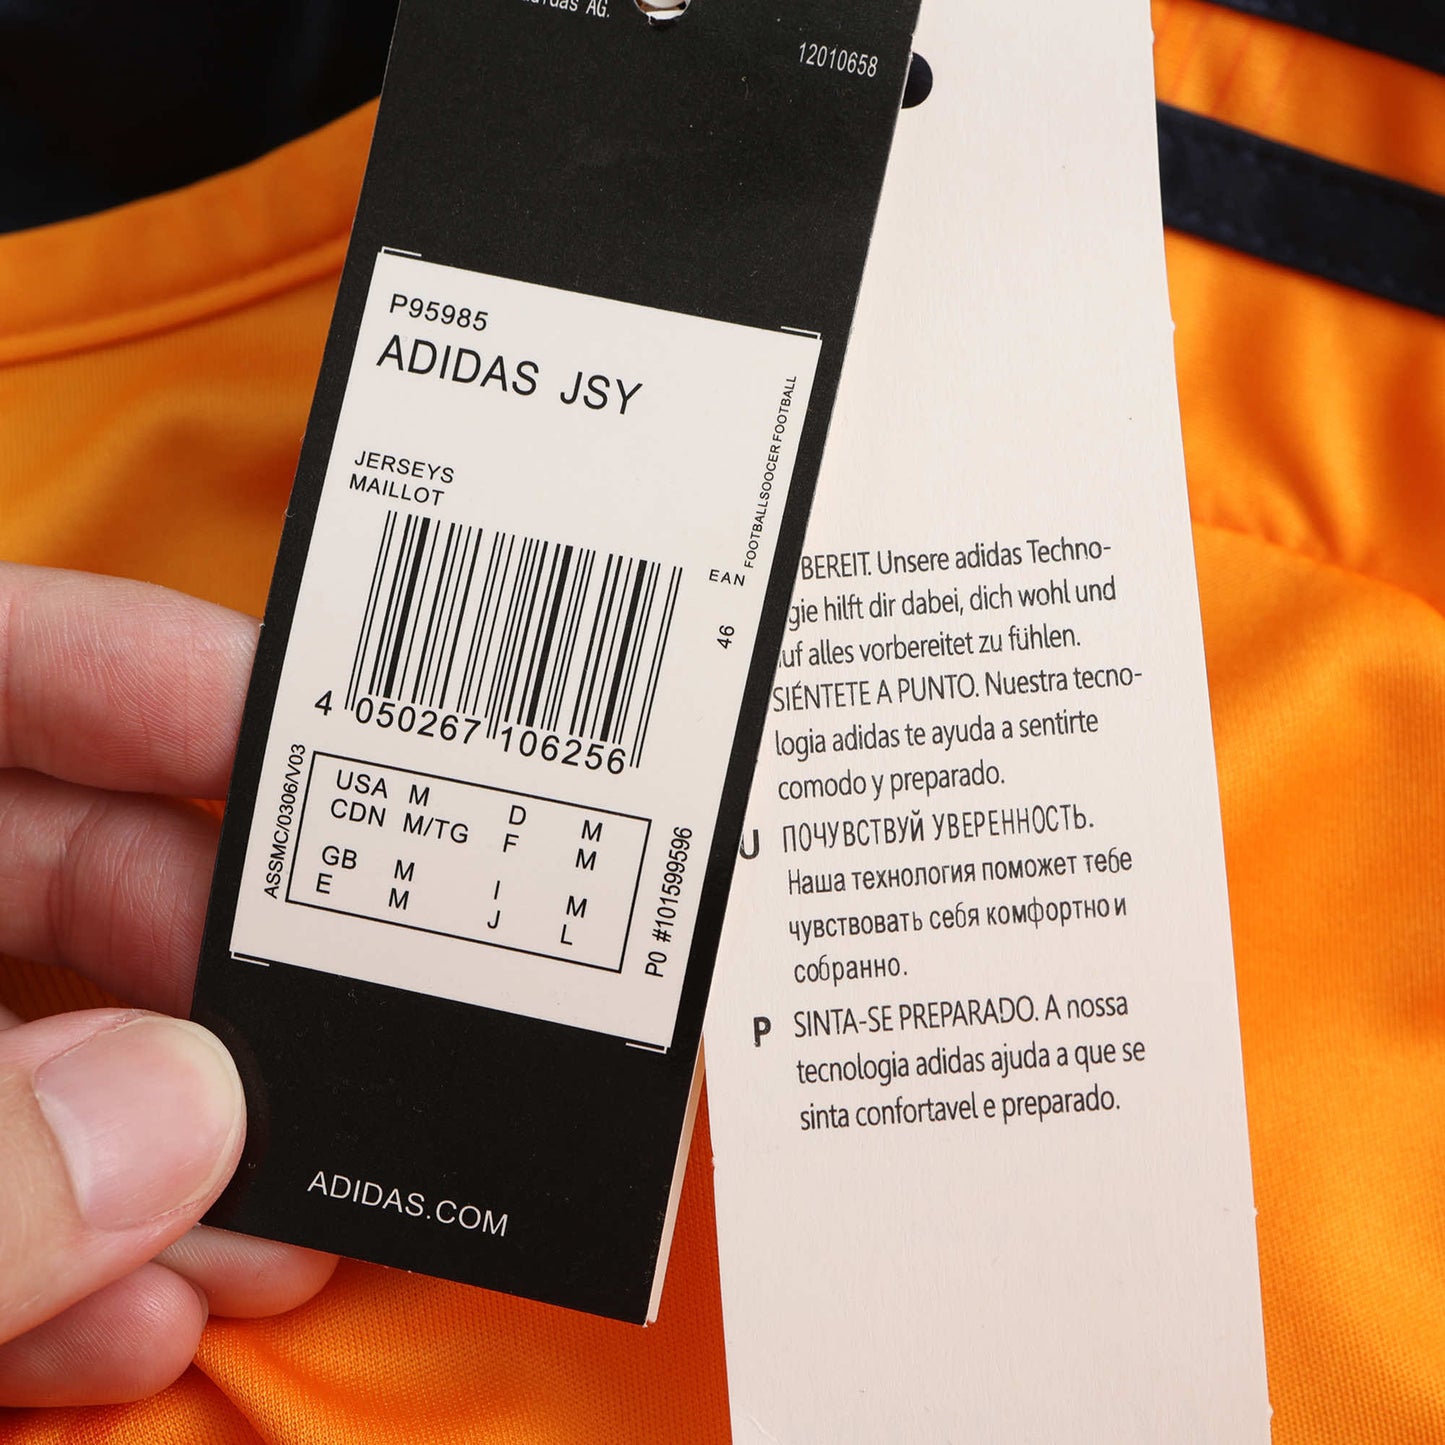 AG.
12010658
P95985
ADIDAS JSY
JERSEYS
MAILLOT
FOOTBALLSOOCER FOOTBALL
EAN
46
4 050267 106256
ASSMC/0306/V03
USA M D M
CDN M/TG F M
GB M I M
E M J L
PO #101599596
ADIDAS.COM
BEREIT. Unsere adidas Techno-
gie hilft dir dabei, dich wohl und
uf alles vorbereitet zu fühlen.
SIÉNTETE A PUNTO. Nuestra tecno-
logia adidas te ayuda a sentirte
comodo y preparado.
U ПОЧУВСТВУЙ УВЕРЕННОСТЬ.
Наша технология поможет тебе
чувствовать себя комфортно и
собранно.
P SINTA-SE PREPARADO. A nossa
tecnologia adidas ajuda a que se
sinta confortavel e preparado.